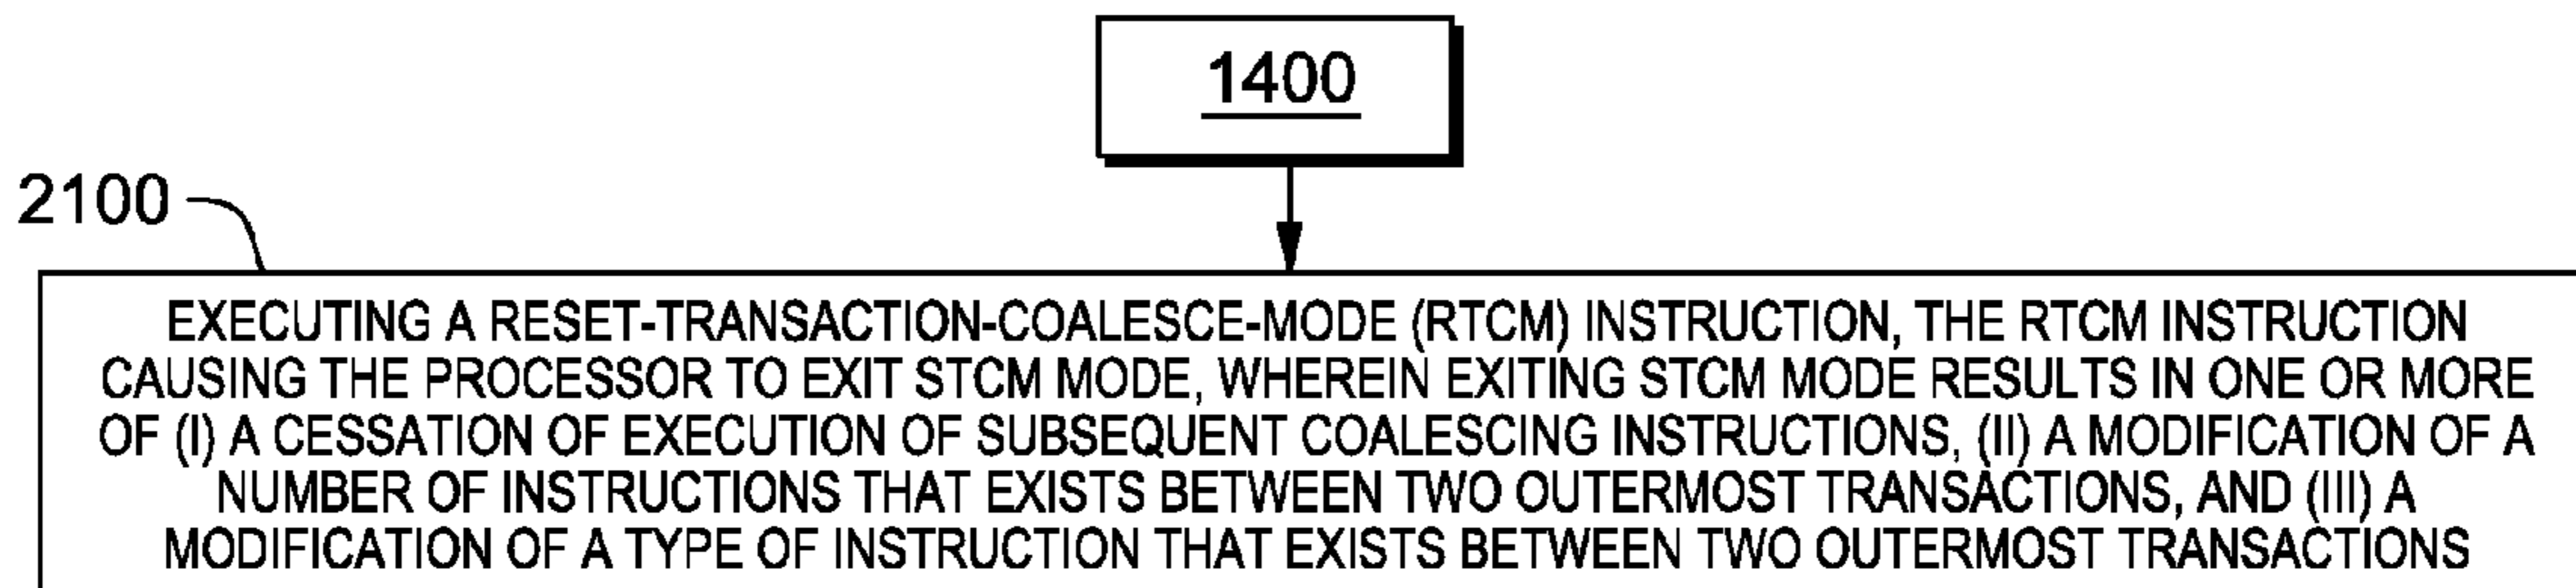 1400
2100
EXECUTING A RESET-TRANSACTION-COALESCE-MODE (RTCM) INSTRUCTION, THE RTCM INSTRUCTION
CAUSING THE PROCESSOR TO EXIT STCM MODE, WHEREIN EXITING STCM MODE RESULTS IN ONE OR MORE
OF (I) A CESSATION OF EXECUTION OF SUBSEQUENT COALESCING INSTRUCTIONS, (II) A MODIFICATION OF A
NUMBER OF INSTRUCTIONS THAT EXISTS BETWEEN TWO OUTERMOST TRANSACTIONS, AND (III) A
MODIFICATION OF A TYPE OF INSTRUCTION THAT EXISTS BETWEEN TWO OUTERMOST TRANSACTIONS